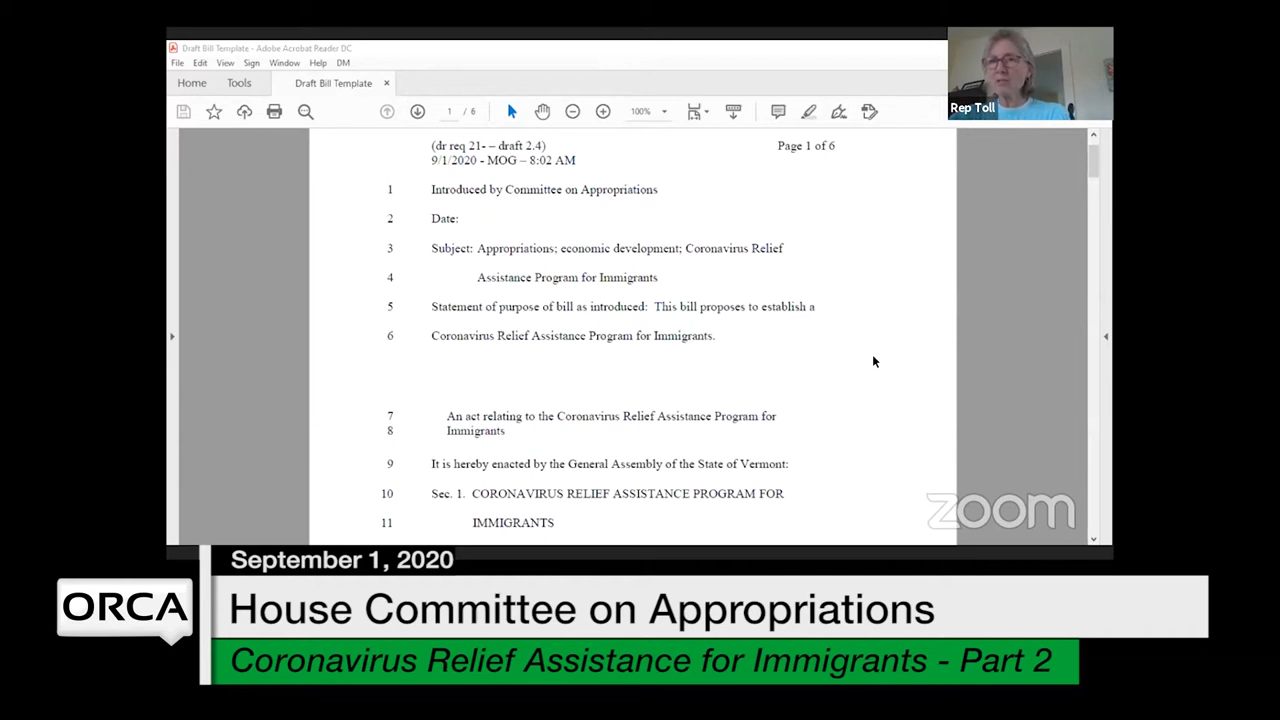 Draft Bill Template - Adobe Acrobat Reader DC
File Edit View Sign Window Help DM
Home Tools Draft Bill Template ×
1 / 6 100%
Rep Toll
(dr req 21- – draft 2.4) Page 1 of 6
9/1/2020 - MOG – 8:02 AM
1 Introduced by Committee on Appropriations
2 Date:
3 Subject: Appropriations; economic development; Coronavirus Relief
4 Assistance Program for Immigrants
5 Statement of purpose of bill as introduced: This bill proposes to establish a
6 Coronavirus Relief Assistance Program for Immigrants.
7 An act relating to the Coronavirus Relief Assistance Program for
8 Immigrants
9 It is hereby enacted by the General Assembly of the State of Vermont:
10 Sec. 1. CORONAVIRUS RELIEF ASSISTANCE PROGRAM FOR
11 IMMIGRANTS
zoom
September 1, 2020
ORCA
House Committee on Appropriations
Coronavirus Relief Assistance for Immigrants - Part 2